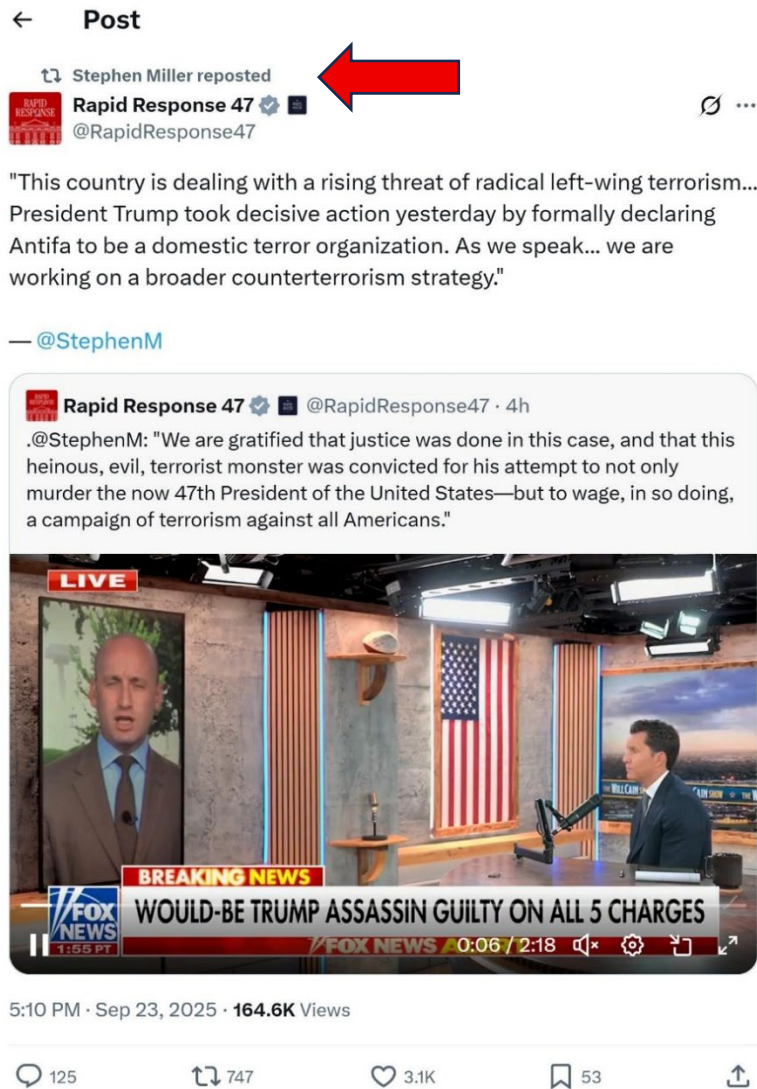 Post
Stephen Miller reposted
RAPID RESPONSE
Rapid Response 47
@RapidResponse47
"This country is dealing with a rising threat of radical left-wing terrorism...
President Trump took decisive action yesterday by formally declaring
Antifa to be a domestic terror organization. As we speak... we are
working on a broader counterterrorism strategy."
— @StephenM
Rapid Response 47 @RapidResponse47 · 4h
.@StephenM: "We are gratified that justice was done in this case, and that this
heinous, evil, terrorist monster was convicted for his attempt to not only
murder the now 47th President of the United States—but to wage, in so doing,
a campaign of terrorism against all Americans."
LIVE
WILL CAIN
BREAKING NEWS
FOX NEWS
WOULD-BE TRUMP ASSASSIN GUILTY ON ALL 5 CHARGES
1:55 PT
FOX NEWS
0:06 / 2:18
5:10 PM · Sep 23, 2025 · 164.6K Views
125 747 3.1K 53